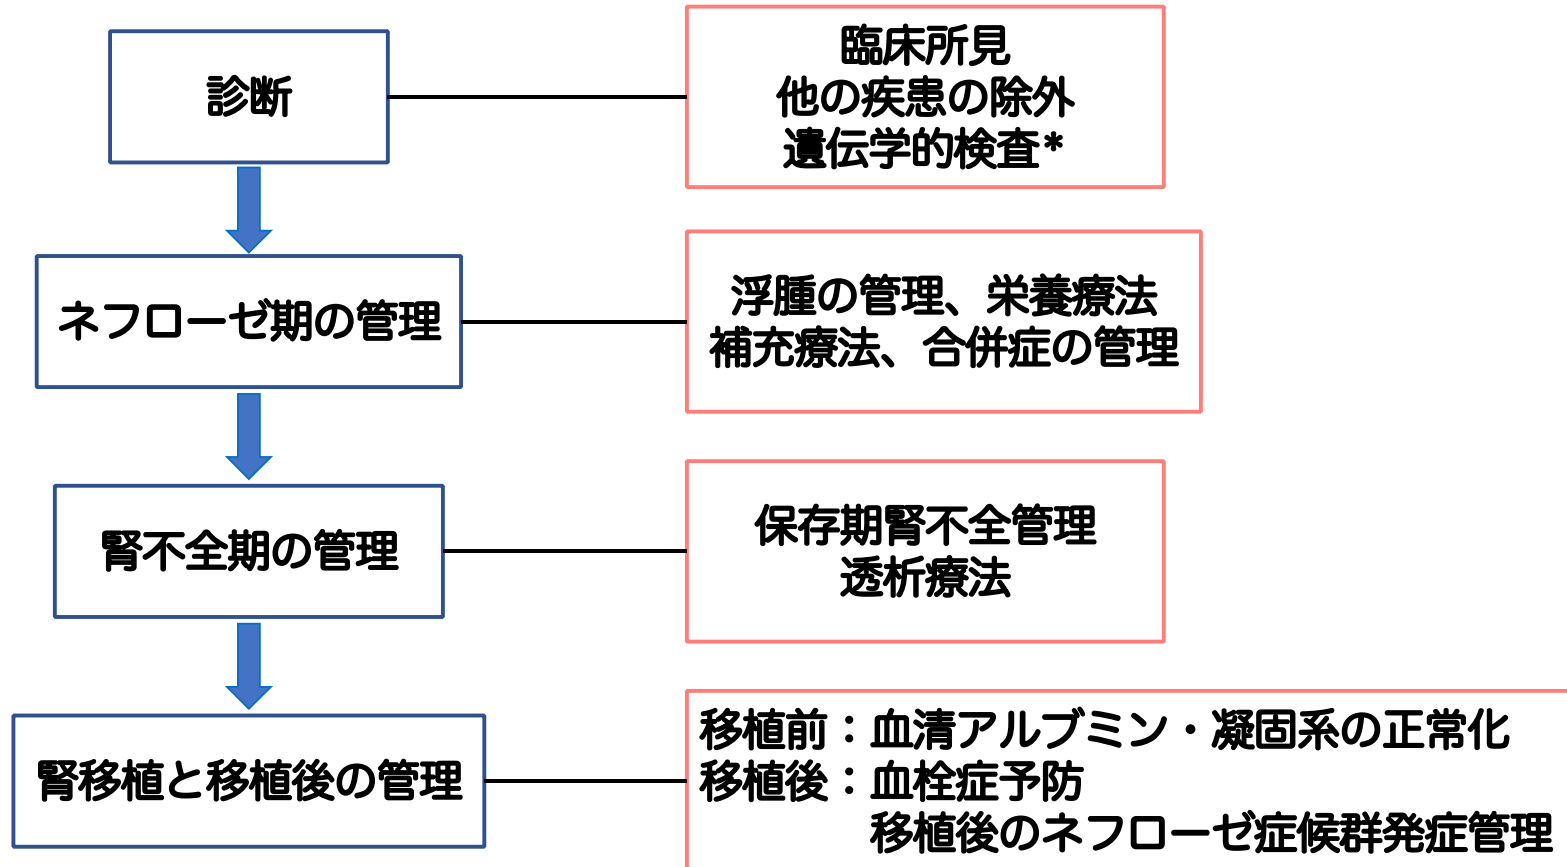 診断
臨床所見
他の疾患の除外
遺伝学的検査*
ネフローゼ期の管理
浮腫の管理、栄養療法
補充療法、合併症の管理
腎不全期の管理
保存期腎不全管理
透析療法
腎移植と移植後の管理
移植前：血清アルブミン・凝固系の正常化
移植後：血栓症予防
移植後のネフローゼ症候群発症管理